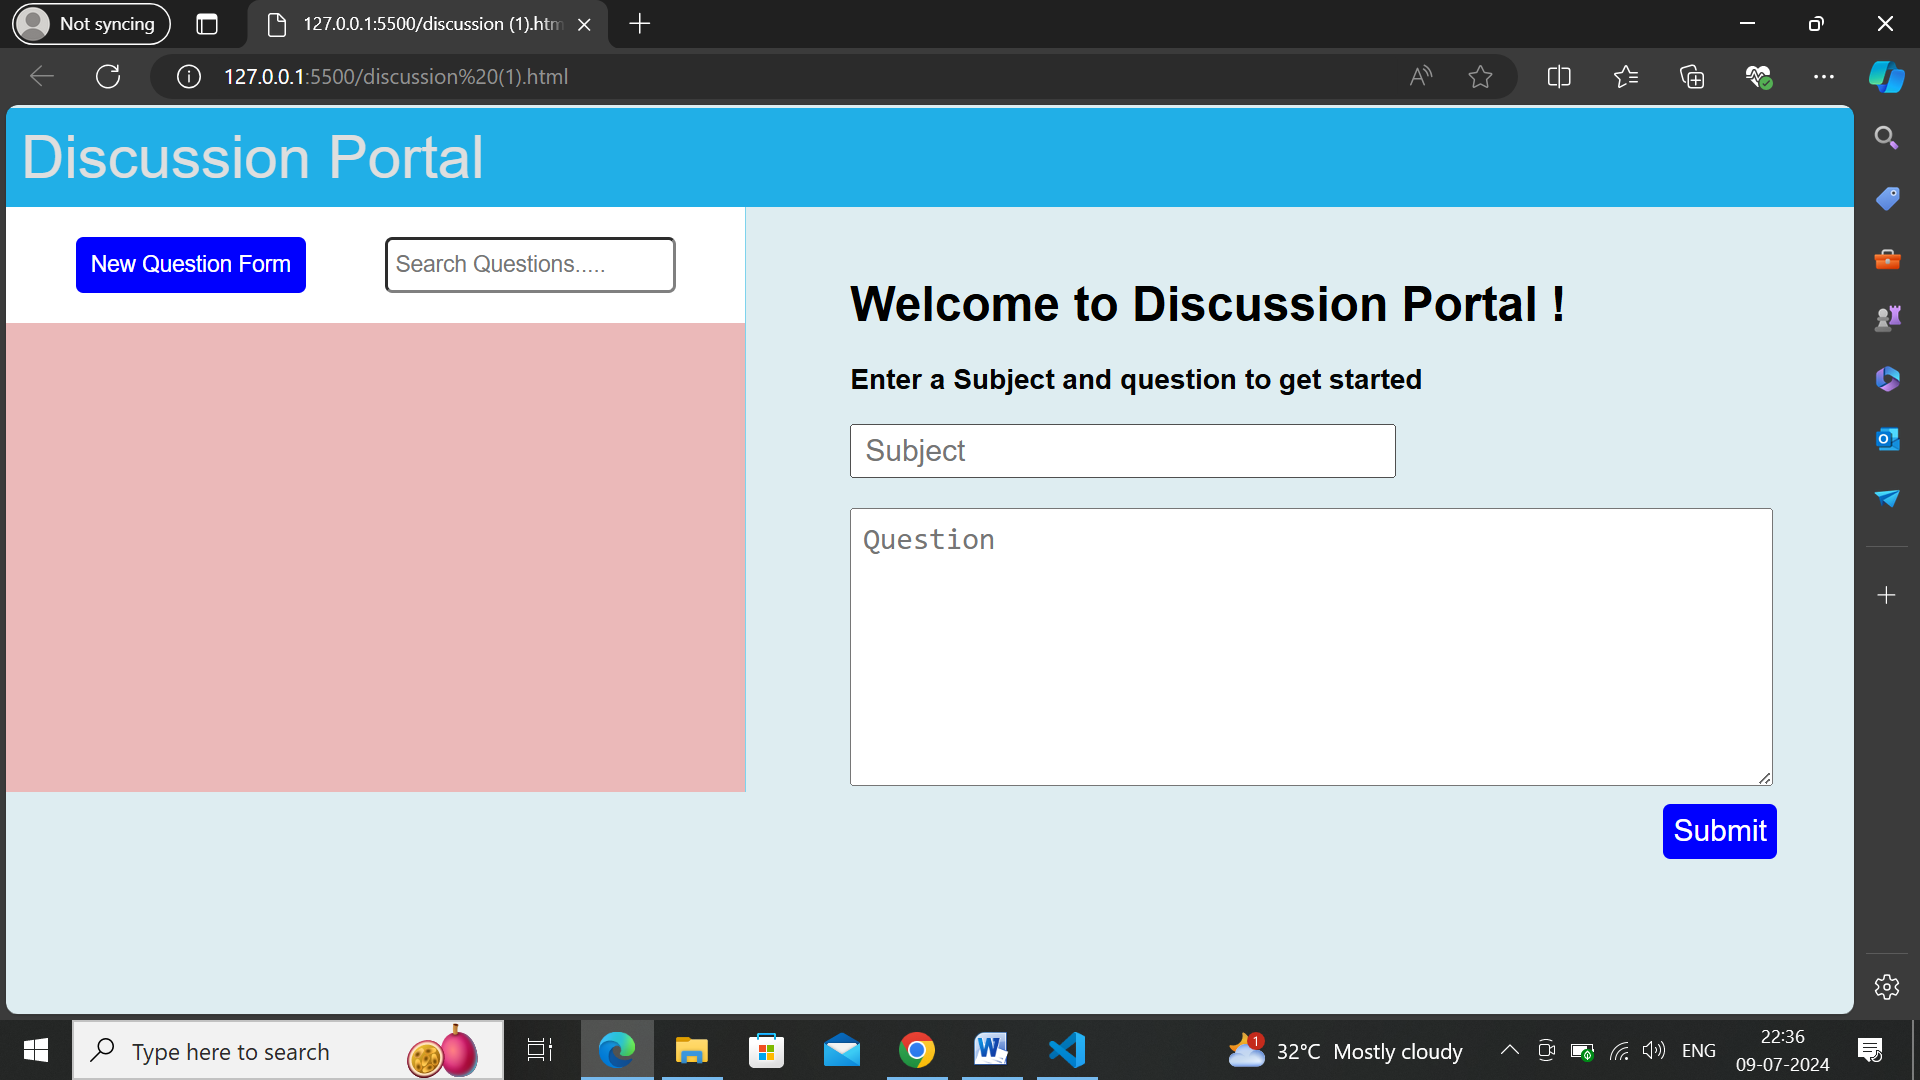 Not syncing
127.0.0.1:5500/discussion (1).htm
127.0.0.1:5500/discussion%20(1).html
Discussion Portal
New Question Form
Search Questions.....
Welcome to Discussion Portal !
Enter a Subject and question to get started
Subject
Question
Submit
Type here to search
1
32°C Mostly cloudy
ENG
22:36
09-07-2024